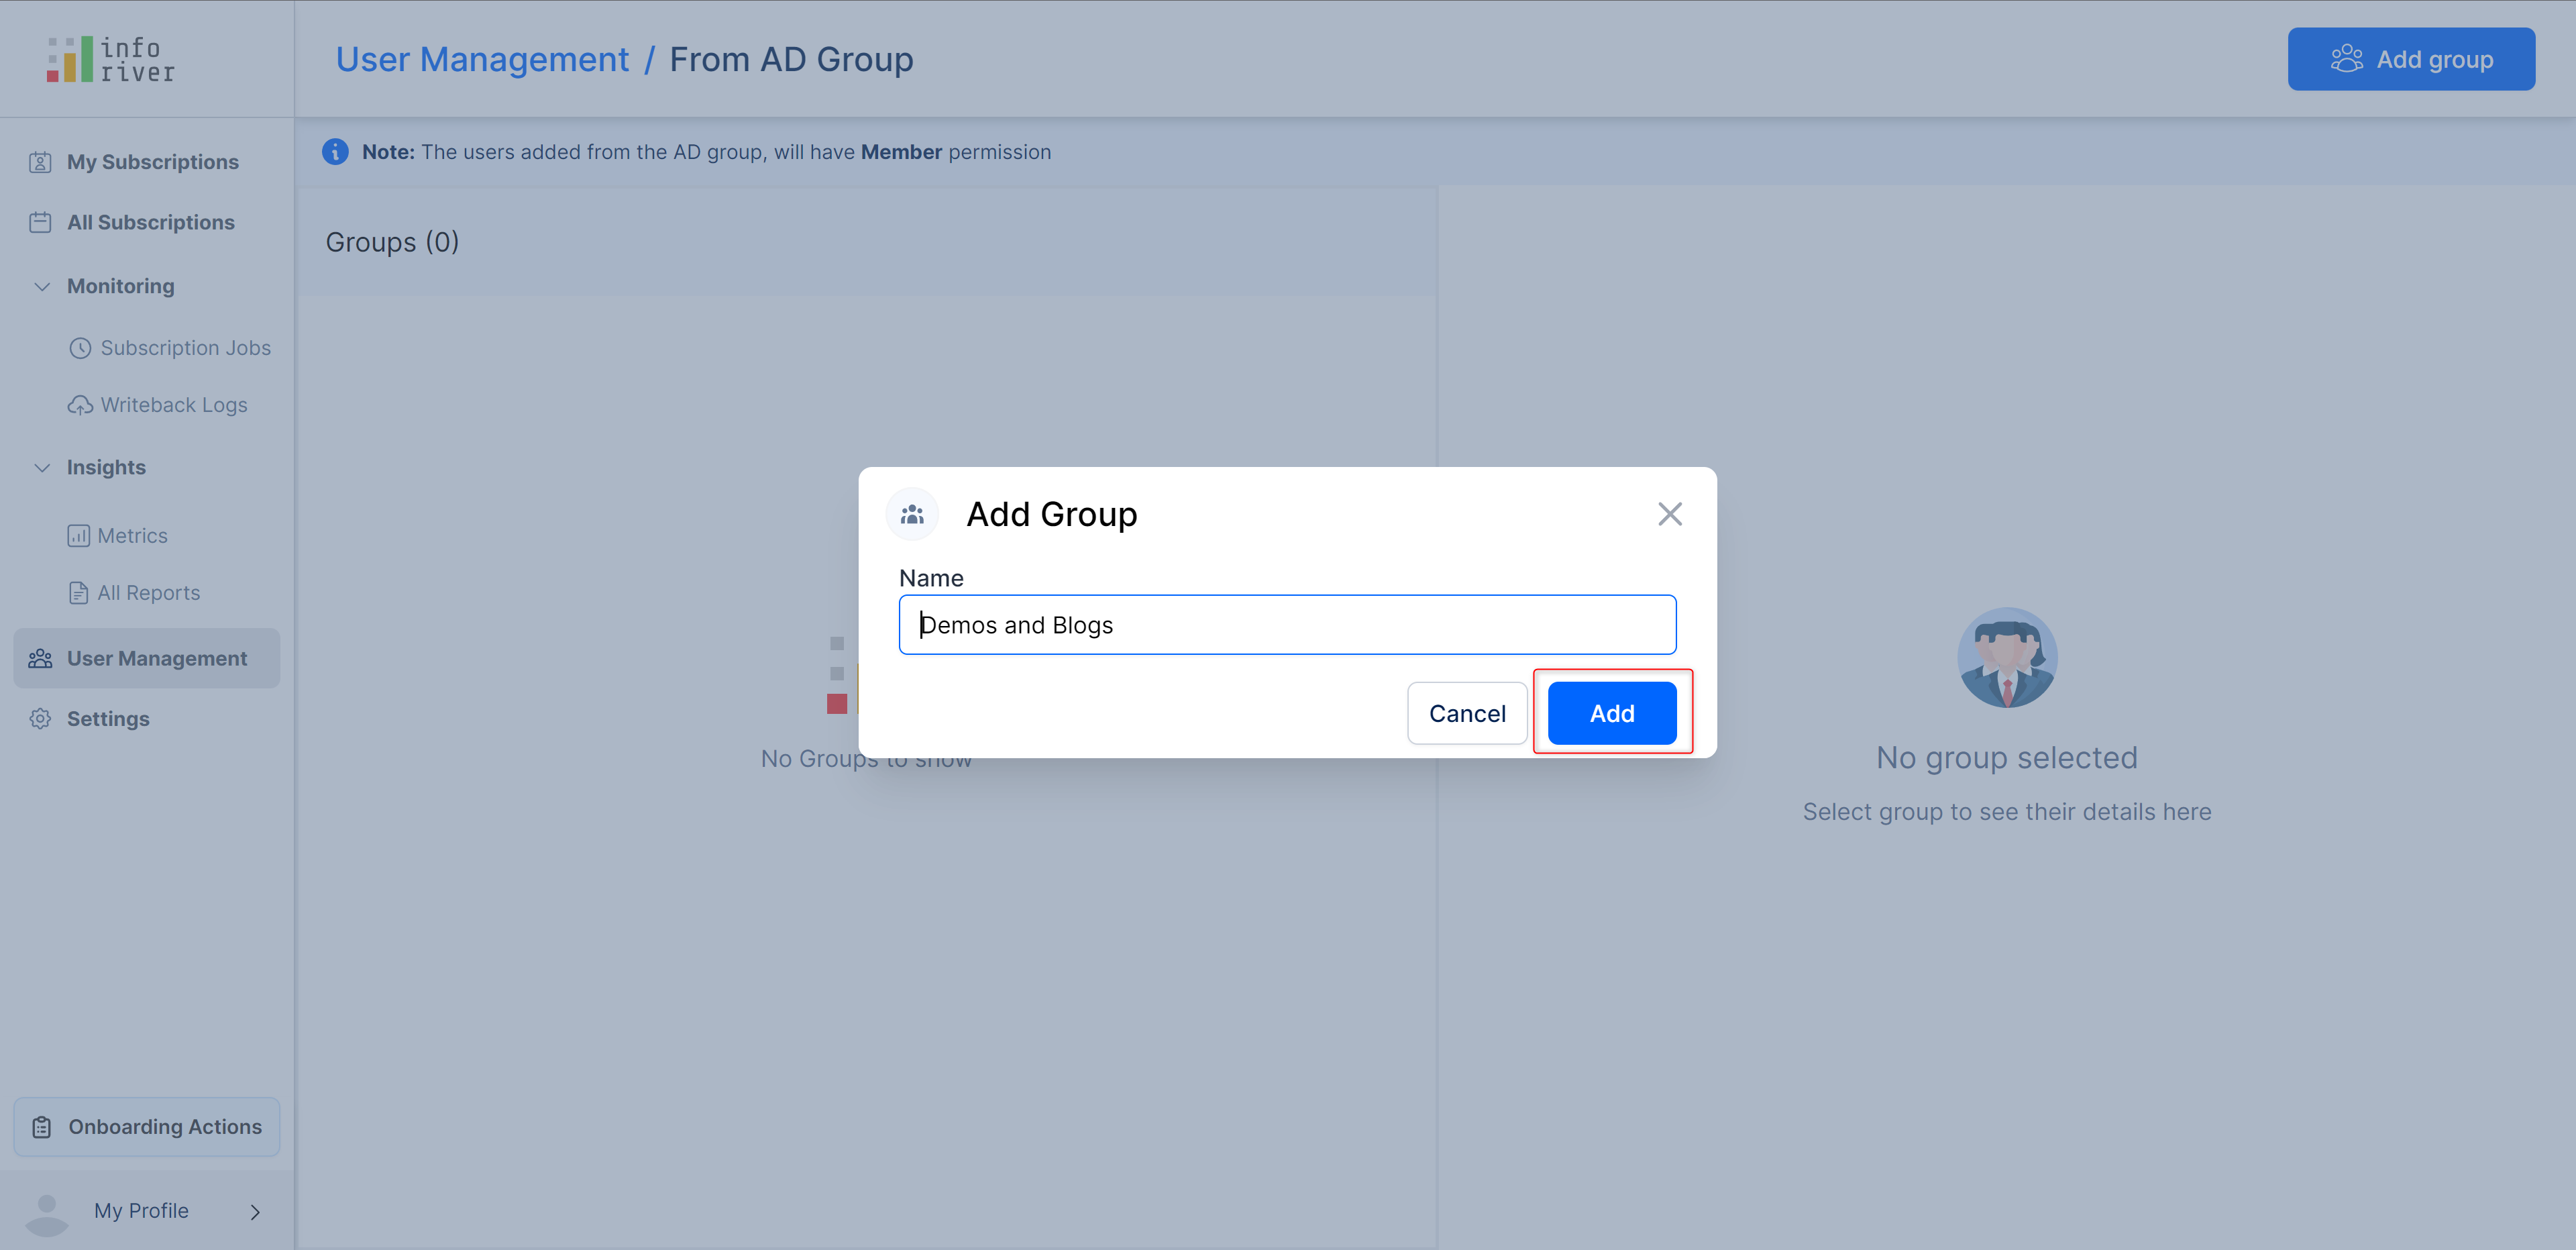 info
river
User Management / From AD Group
Add group
Note: The users added from the AD group, will have Member permission
My Subscriptions
All Subscriptions
Monitoring
Subscription Jobs
Writeback Logs
Insights
Metrics
All Reports
User Management
Settings
Onboarding Actions
My Profile
Groups (0)
No Groups to show
Add Group
Name
Demos and Blogs
Cancel
Add
No group selected
Select group to see their details here